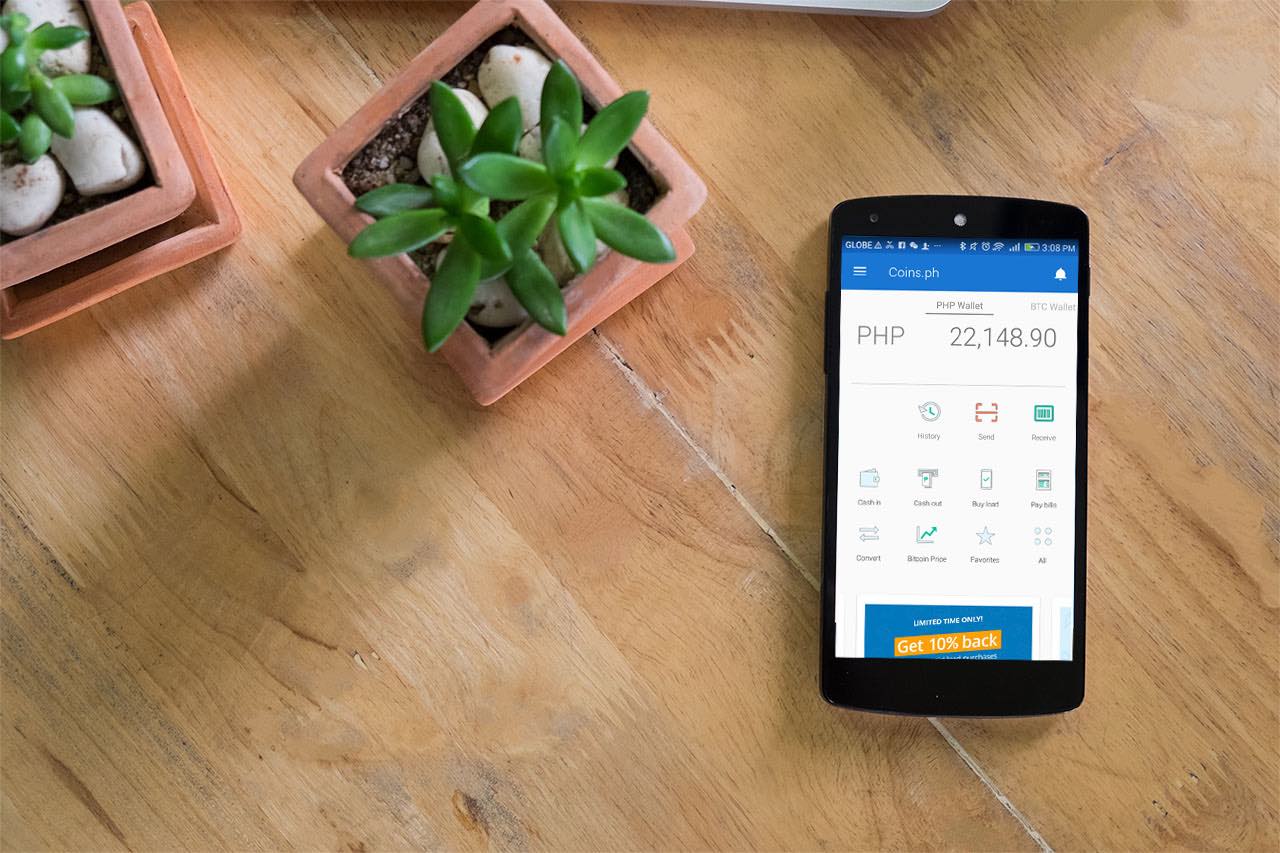 GLOBE 3:08 PM
Coins.ph
PHP Wallet BTC Wallet
PHP 22,148.90
History Send Receive
Cash in Cash out Buy load Pay bills
Convert Bitcoin Price Favorites All
LIMITED TIME ONLY!
Get 10% back
purchases